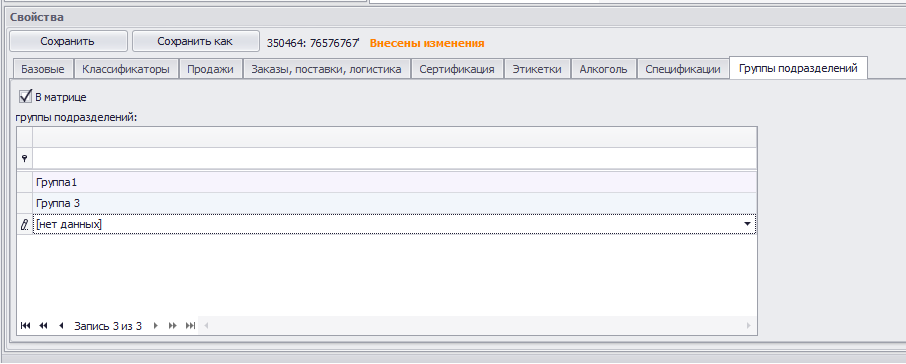 Свойства
Сохранить Сохранить как 350464: 76576767' Внесены изменения
Базовые Классификаторы Продажи Заказы, поставки, логистика Сертификация Этикетки Алкоголь Спецификации Группы подразделений
В матрице
группы подразделений:
Группа1
Группа 3
[нет данных]
Запись 3 из 3